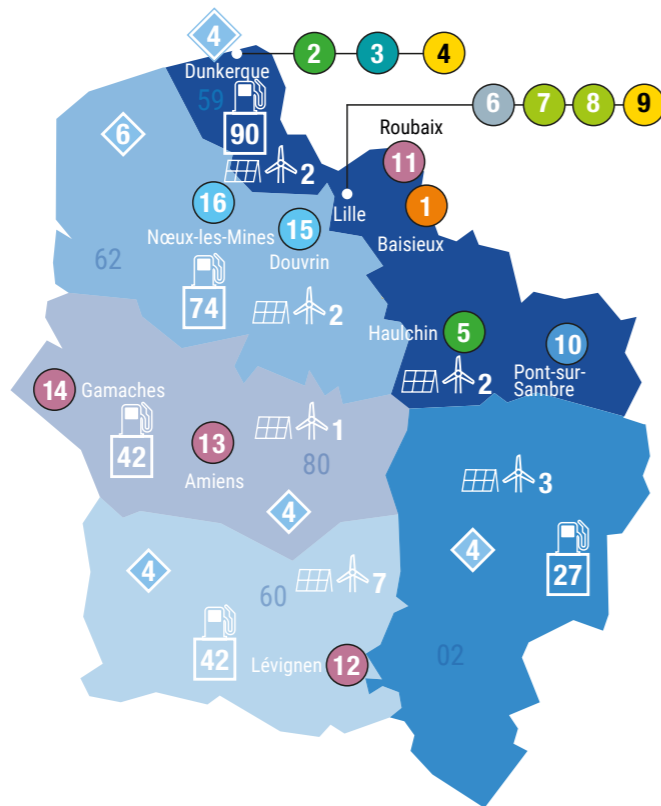 4
Dunkerque
2 3 4
59
6
90
6 7 8 9
Roubaix
11
2
16
Lille
1
Nœux-les-Mines
15
Baisieux
62
Douvrin
74
2
Haulchin
5
10
Pont-sur-
Sambre
2
14
Gamaches
42
13
1
Amiens
80
3
4
4
4
27
60
7
42
Lévignen
12
02